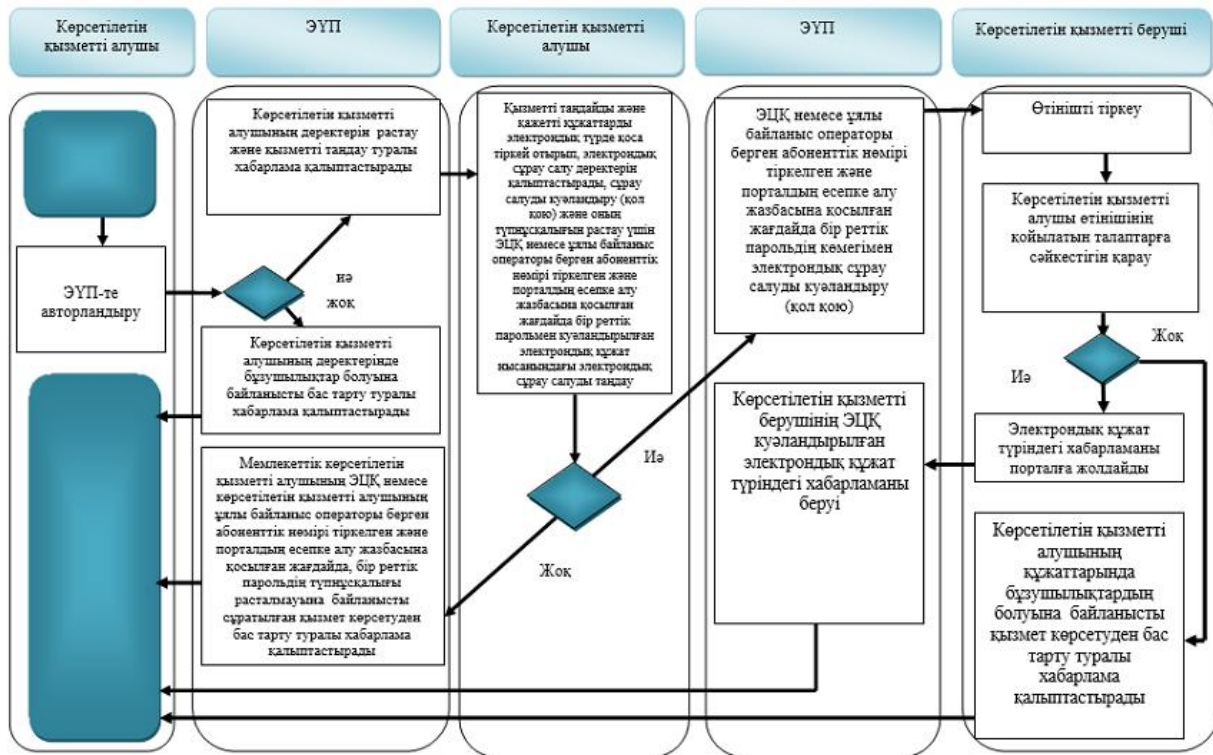 Көрсетілетін
қызметті алушы
ЭҮП
Көрсетілетін қызметті
алушы
ЭҮП
Көрсетілетін қызметті беруші
ЭҮП-те
авторландыру
Көрсетілетін қызметті
алушының деректерін растау
және қызметті таңдау туралы
хабарлама қалыптастырады
иә
жоқ
Көрсетілетін қызметті
алушының деректерінде
бұзушылықтар болуына
байланысты бас тарту туралы
хабарлама қалыптастырады
Мемлекеттік көрсетілетін
қызметті алушының ЭЦҚ немесе
көрсетілетін қызметті алушының
ұялы байланыс операторы берген
абоненттік нөмірі тіркелген және
порталдың есепке алу жазбасына
қосылған жағдайда, бір реттік
парольдің түпнұсқалығы
расталмауына байланысты
сұратылған қызмет көрсетуден
бас тарту туралы хабарлама
қалыптастырады
Қызметті таңдайды және
қажетті құжаттарды
электрондық түрде қоса
тіркей отырып, электрондық
сұрау салу деректерін
қалыптастырады, сұрау
салуды куәландыру (қол
қою) және оның
түпнұсқалығын растау үшін
ЭЦҚ немесе ұялы байланыс
операторы берген абоненттік
нөмірі тіркелген және
порталдың есепке алу
жазбасына қосылған
жағдайда бір реттік
парольмен куәландырылған
электрондық құжат
нысанындағы электрондық
сұрау салуды таңдау
Иә
Жоқ
ЭЦҚ немесе ұялы
байланыс операторы
берген абоненттік нөмірі
тіркелген және
порталдың есепке алу
жазбасына қосылған
жағдайда бір реттік
парольдің көмегімен
электрондық сұрау
салуды куәландыру
(қол қою)
Көрсетілетін қызметті
берушінің ЭЦҚ
куәландырылған
электрондық құжат
түріндегі хабарламаны
беруі
Өтінішті тіркеу
Көрсетілетін қызметті
алушы өтінішінің
қойылатын талаптарға
сәйкестігін қарау
Жоқ
Иә
Электрондық құжат
түріндегі хабарламаны
порталға жолдайды
Көрсетілетін қызметті
алушының
құжаттарында
бұзушылықтардың
болуына байланысты
қызмет көрсетуден бас
тарту туралы
хабарлама
қалыптастырады